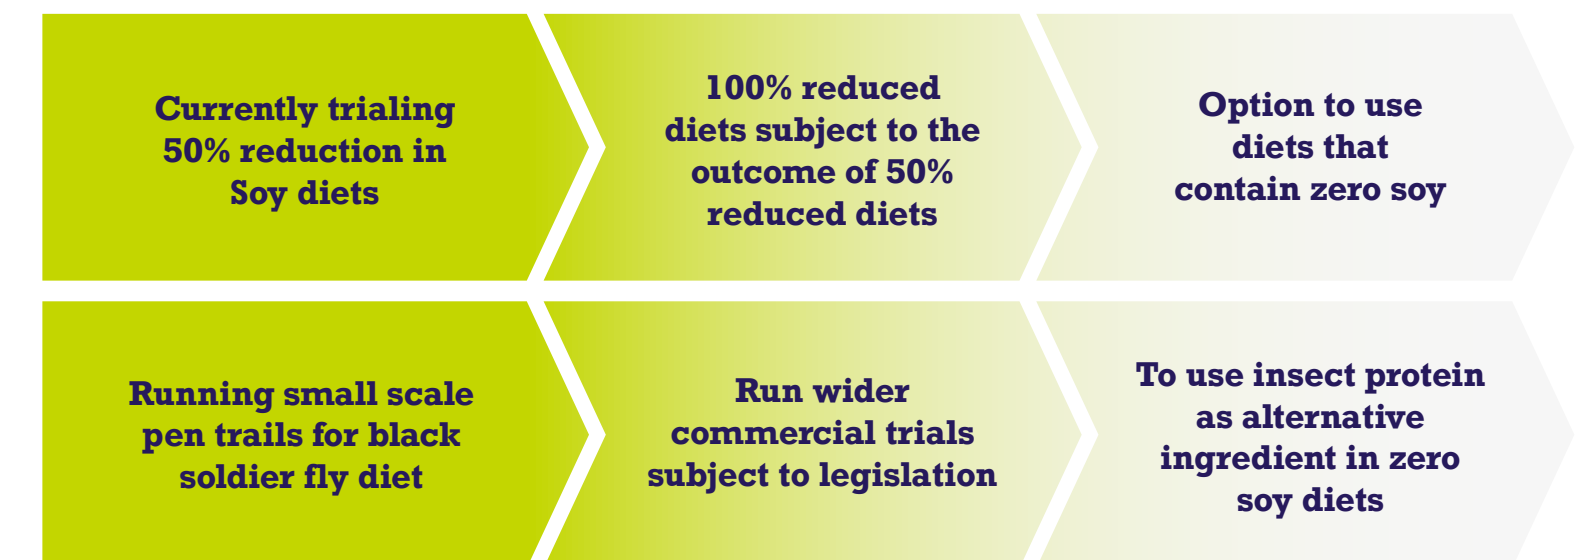 Currently trialing
50% reduction in
Soy diets
100% reduced
diets subject to the
outcome of 50%
reduced diets
Option to use
diets that
contain zero soy
Running small scale
pen trails for black
soldier fly diet
Run wider
commercial trials
subject to legislation
To use insect protein
as alternative
ingredient in zero
soy diets